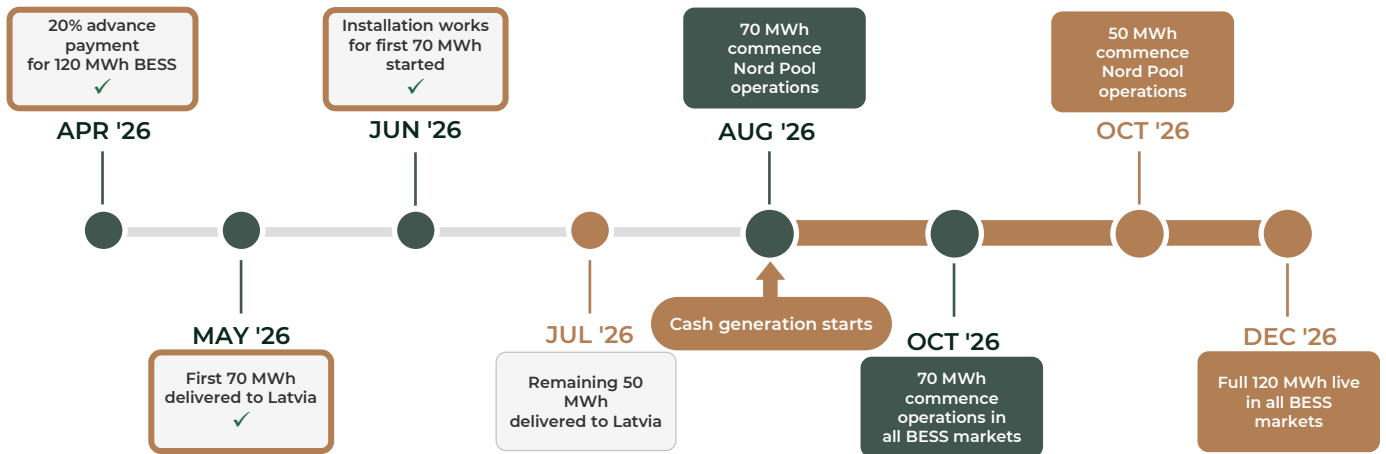 20% advance
payment
for 120 MWh BESS
✓
APR '26
MAY '26
First 70 MWh
delivered to Latvia
✓
Installation works
for first 70 MWh
started
✓
JUN '26
JUL '26
Remaining 50
MWh
delivered to Latvia
70 MWh
commence
Nord Pool
operations
AUG '26
Cash generation starts
OCT '26
70 MWh
commence
operations in
all BESS markets
50 MWh
commence
Nord Pool
operations
OCT '26
DEC '26
Full 120 MWh live
in all BESS
markets